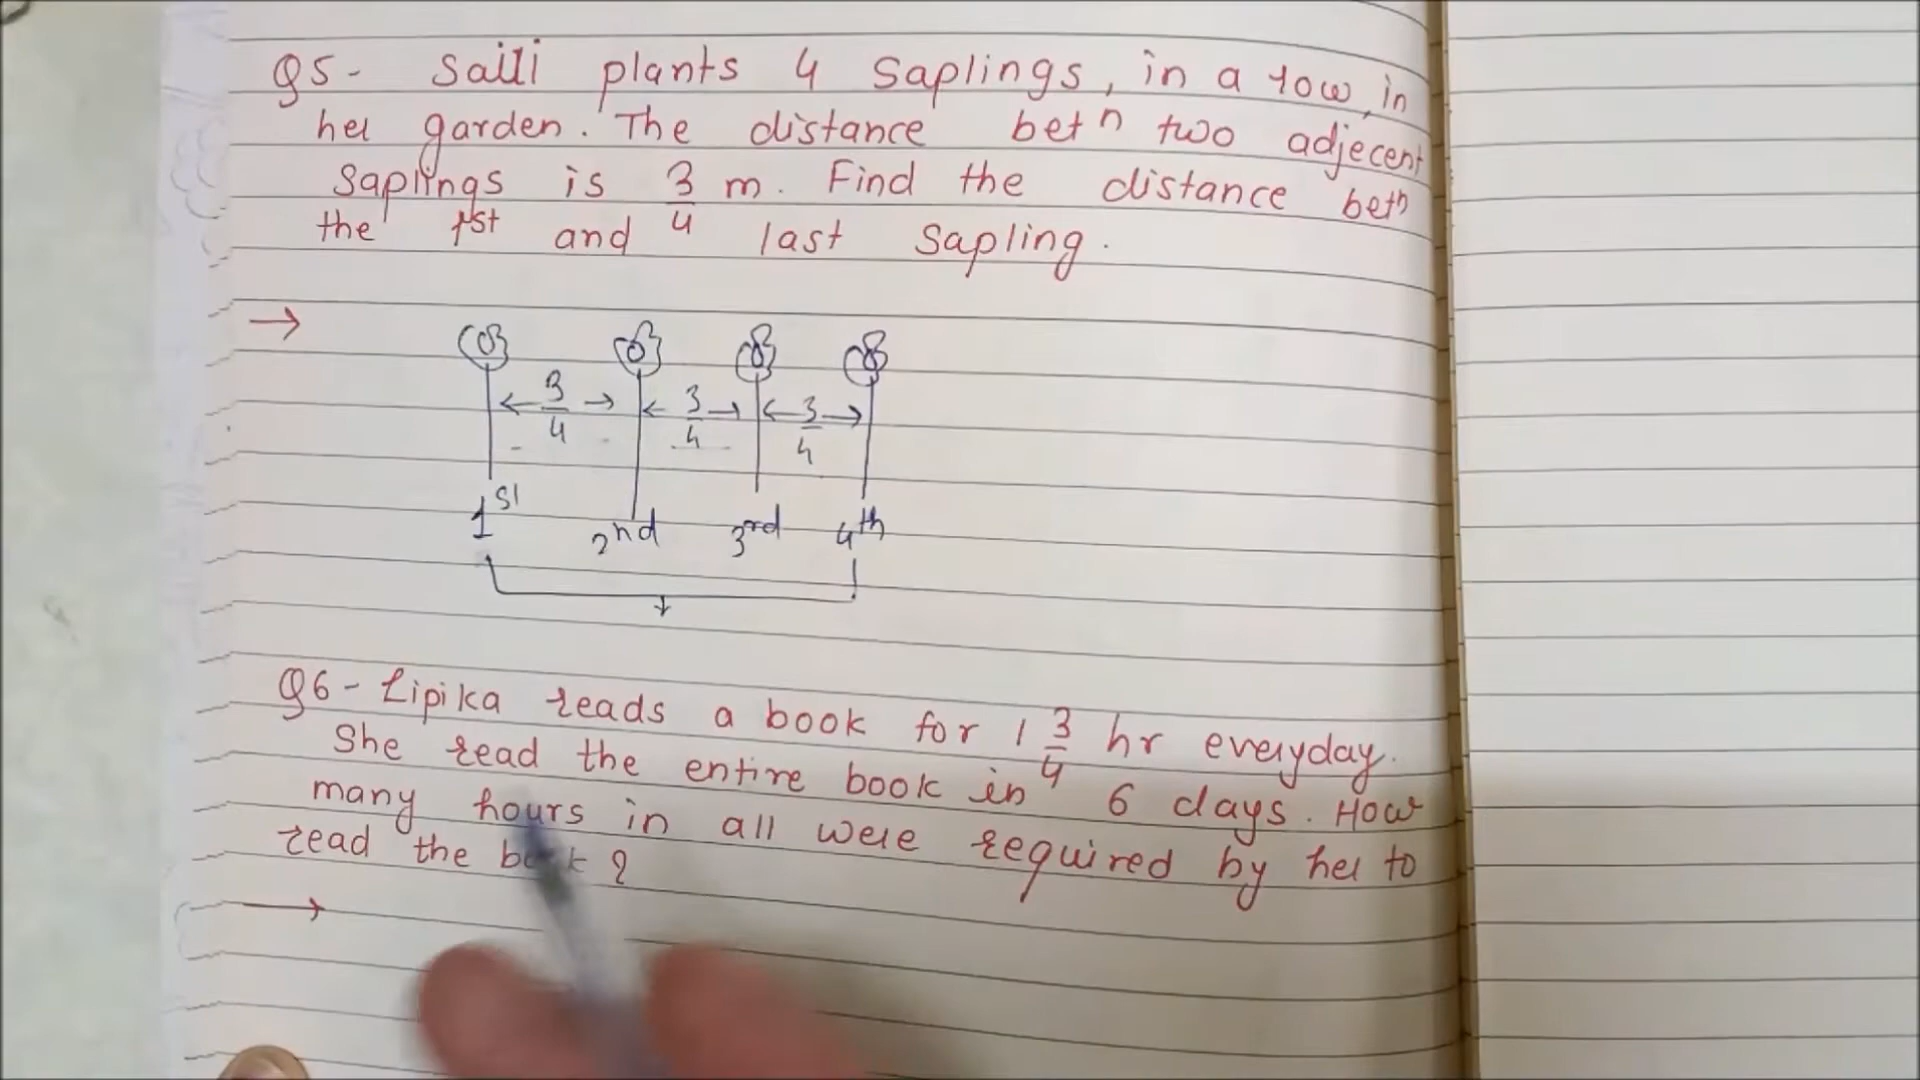 Q5- Saili plants 4 Saplings, in a row, in
her garden. The distance betn two adjecent
Saplings is 3/4 m. Find the distance betn
the 1st and last Sapling.
→
← 3/4 → ← 3/4 → ← 3/4 →
1st 2nd 3rd 4th
Q6- Lipika reads a book for 1 3/4 hr everyday.
She read the entire book in 6 days. How
many hours in all were required by her to
read the book ?
→